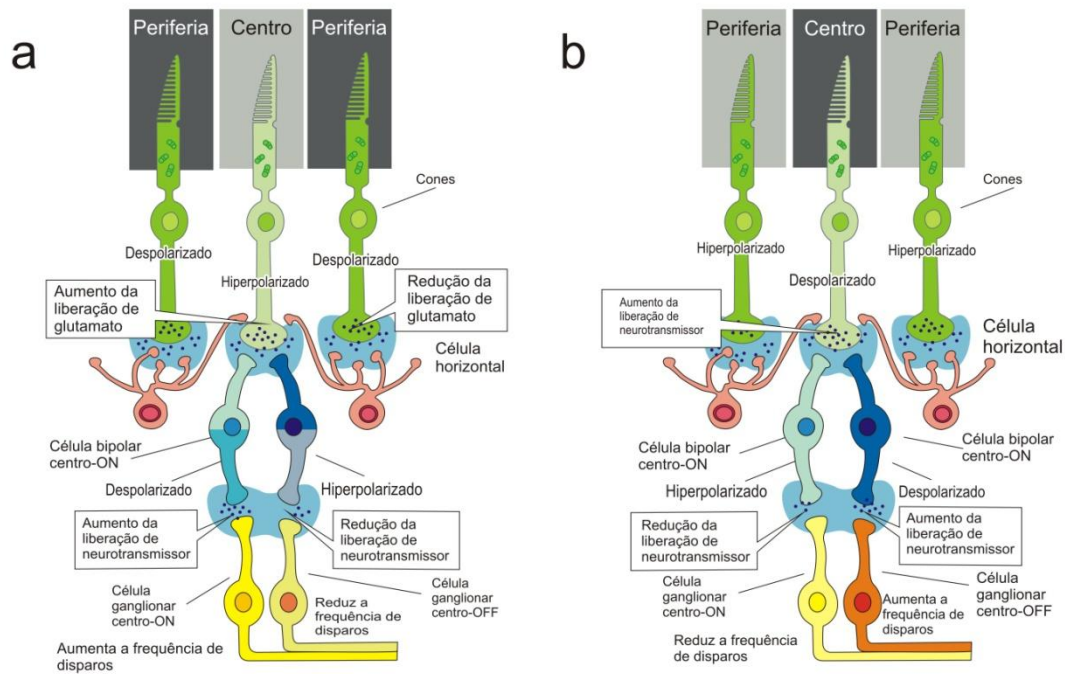 a
Periferia
Centro
Periferia
Cones
Despolarizado
Hiperpolarizado
Despolarizado
Aumento da
liberação de
glutamato
Redução da
liberação de
glutamato
Célula
horizontal
Célula bipolar
centro-ON
Despolarizado
Hiperpolarizado
Aumento da
liberação de
neurotransmissor
Redução da
liberação de
neurotransmissor
Célula
ganglionar
centro-ON
Reduz a
frequência de
disparos
Célula
ganglionar
centro-OFF
Aumenta a frequência de
disparos
b
Periferia
Centro
Periferia
Cones
Hiperpolarizado
Despolarizado
Hiperpolarizado
Aumento da
liberação de
neurotransmissor
Célula
horizontal
Célula bipolar
centro-ON
Célula bipolar
centro-ON
Hiperpolarizado
Despolarizado
Redução da
liberação de
neurotransmissor
Aumento da
liberação de
neurotransmissor
Célula
ganglionar
centro-ON
Aumenta a
frequência de
disparos
Célula
ganglionar
centro-OFF
Reduz a frequência
de disparos